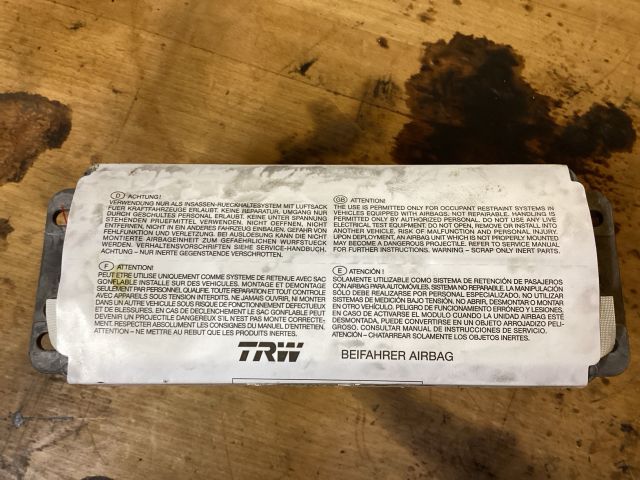 D ACHTUNG!
VERWENDUNG NUR ALS INSASSEN-RUECKHALTESYSTEM MIT LUFTSACK
FUER KRAFTFAHRZEUGE ERLAUBT. KEINE REPARATUR. UMGANG NUR
DURCH GESCHULTES PERSONAL ERLAUBT. KEINE UNTER SPANNUNG
STEHENDEN PRUEFMITTEL VERWENDEN. NICHT OEFFNEN, NICHT
ENTFERNEN, NICHT IN EIN ANDERES FAHRZEUG EINBAUEN, GEFAHR VON
FEHLFUNKTION UND VERLETZUNG. BEI AUSLOESUNG KANN DIE NICHT
MONTIERTE AIRBAGEINHEIT ZUM GEFAEHRLICHEN WURFSTUECK
WERDEN. VERHALTENSVORSCHRIFTEN SIEHE SERVICE-HANDBUCH.
ACHTUNG – NUR INERTE GEGENSTAENDE VERSCHROTTEN.
GB ATTENTION!
THE USE IS PERMITTED ONLY FOR OCCUPANT RESTRAINT SYSTEMS IN
VEHICLES EQUIPPED WITH AIRBAGS; NOT REPAIRABLE. HANDLING IS
PERMITTED ONLY BY AUTHORIZED PERSONAL. DO NOT USE ANY LIVE
ELECTRICAL TEST EQUIPMENT; DO NOT OPEN, REMOVE OR INSTALL INTO
ANOTHER VEHICLE. RISK OF MALFUNCTION AND PERSONAL INJURY.
UPON DEPLOYMENT, AN AIRBAG UNIT WHICH IS NOT PROPERLY MOUNTED,
MAY BECOME A DANGEROUS PROJECTILE. REFER TO SERVICE MANUAL
FOR FURTHER INSTRUCTIONS. WARNING – SCRAP ONLY INERT PARTS.
F ATTENTION!
PEUT ETRE UTILISE UNIQUEMENT COMME SYSTEME DE RETENUE AVEC SAC
GONFLABLE INSTALLE SUR DES VEHICULES. MONTAGE ET DEMONTAGE
SEULEMENT PAR PERSONNEL QUALIFIE. TOUTE REPARATION ET TOUT CONTROLE
AVEC APPAREILS SOUS TENSION INTERDITS. NE JAMAIS OUVRIR, NI MONTER
DANS UN AUTRE VEHICULE SOUS RISQUE DE FONCTIONNEMENT DEFECTUEUX
ET DE BLESSURES. EN CAS DE DECLENCHEMENT LE SAC GONFLABLE PEUT
DEVENIR UN PROJECTILE DANGEREUX S'IL N'EST PAS MONTE CORRECTE-
MENT. RESPECTER ABSOLUMENT LES CONSIGNES DU MANUEL D'ENTRETIEN.
ATTENTION – NE METTRE AU REBUT QUE LES PRODUITS INERTES.
E ATENCIÓN !
SOLAMENTE UTILIZABLE COMO SISTEMA DE RETENCIÓN DE PASAJEROS
CON AIRBAGS PARA AUTOMÓVILES. SISTEMA NO REPARABLE. LA MANIPULACIÓN
SÓLO DEBE REALIZARSE POR PERSONAL ESPECIALIZADO. NO UTILIZAR
SISTEMAS DE MEDICIÓN BAJO TENSIÓN, NO ABRIR, DESMONTAR O MONTAR
EN OTRO VEHÍCULO. PELIGRO DE FUNCIONAMIENTO ERRÓNEO Y LESIONES.
EN CASO DE ACTIVARSE EL MODULO CUANDO LA UNIDAD AIRBAG ESTÉ
DESMONTADA, PUEDE CONVERTIRSE EN UN OBJETO ARROJADIZO PELI-
GROSO. CONSULTAR MANUAL DE INSTRUCCIONES DE SERVICIO.
ATENCIÓN – CHATARREAR SOLAMENTE LOS OBJETOS INERTES.
TRW BEIFAHRER AIRBAG